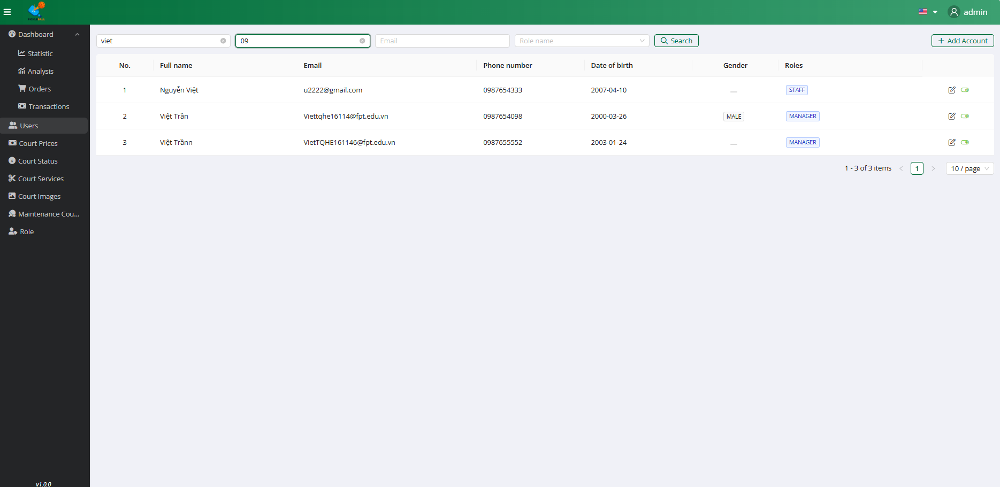 PICKLEBALL
admin
Dashboard
Statistic
Analysis
Orders
Transactions
Users
Court Prices
Court Status
Court Services
Court Images
Maintenance Cou...
Role
v1.0.0
viet
09
Email
Role name
Search
+ Add Account
No. Full name Email Phone number Date of birth Gender Roles
1 Nguyễn Việt u2222@gmail.com 0987654333 2007-04-10 __ STAFF
2 Việt Trần Viettqhe16114@fpt.edu.vn 0987654098 2000-03-26 MALE MANAGER
3 Việt Trầnn VietTQHE161146@fpt.edu.vn 0987655552 2003-01-24 __ MANAGER
1 - 3 of 3 items < 1 > 10 / page